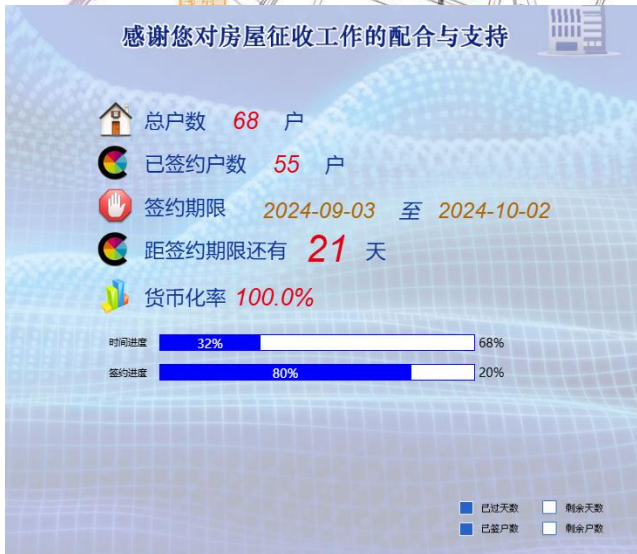 感谢您对房屋征收工作的配合与支持
总户数 68 户
已签约户数 55 户
签约期限 2024-09-03 至 2024-10-02
距签约期限还有 21 天
货币化率 100.0%
时间进度 32% 68%
签约进度 80% 20%
已过天数 剩余天数
已签户数 剩余户数